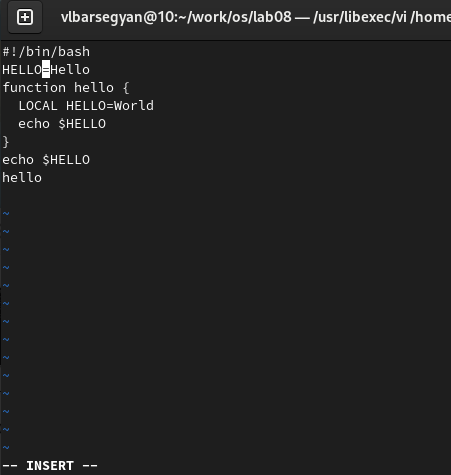 vlbarsegyan@10:~/work/os/lab08 — /usr/libexec/vi /home
#!/bin/bash
HELLO=Hello
function hello {
  LOCAL HELLO=World
  echo $HELLO
}
echo $HELLO
hello
~
~
~
~
~
~
~
~
~
~
~
~
~
~
-- INSERT --